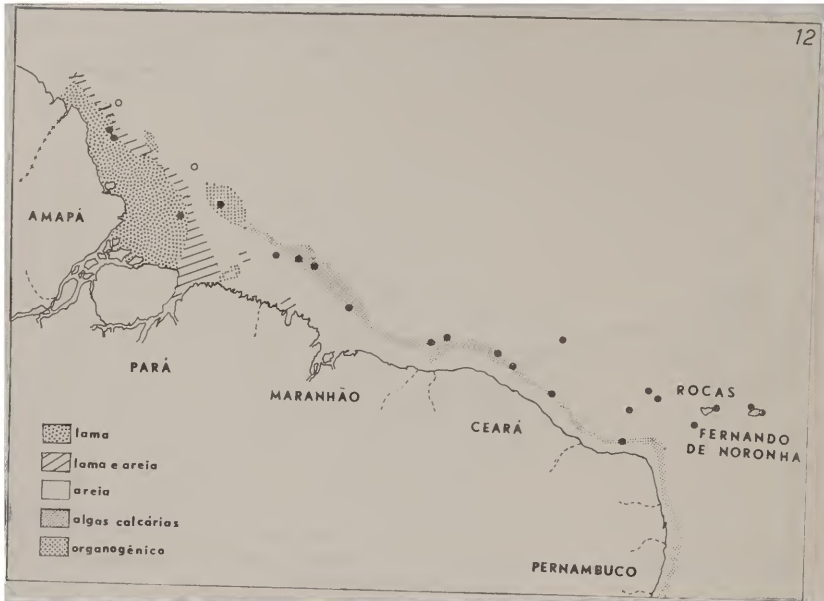 12
AMAPÁ
PARÁ
MARANHÃO
CEARÁ
ROCAS
FERNANDO
DE NORONHA
PERNAMBUCO
lama
lama e areia
areia
algas calcárias
organogênico